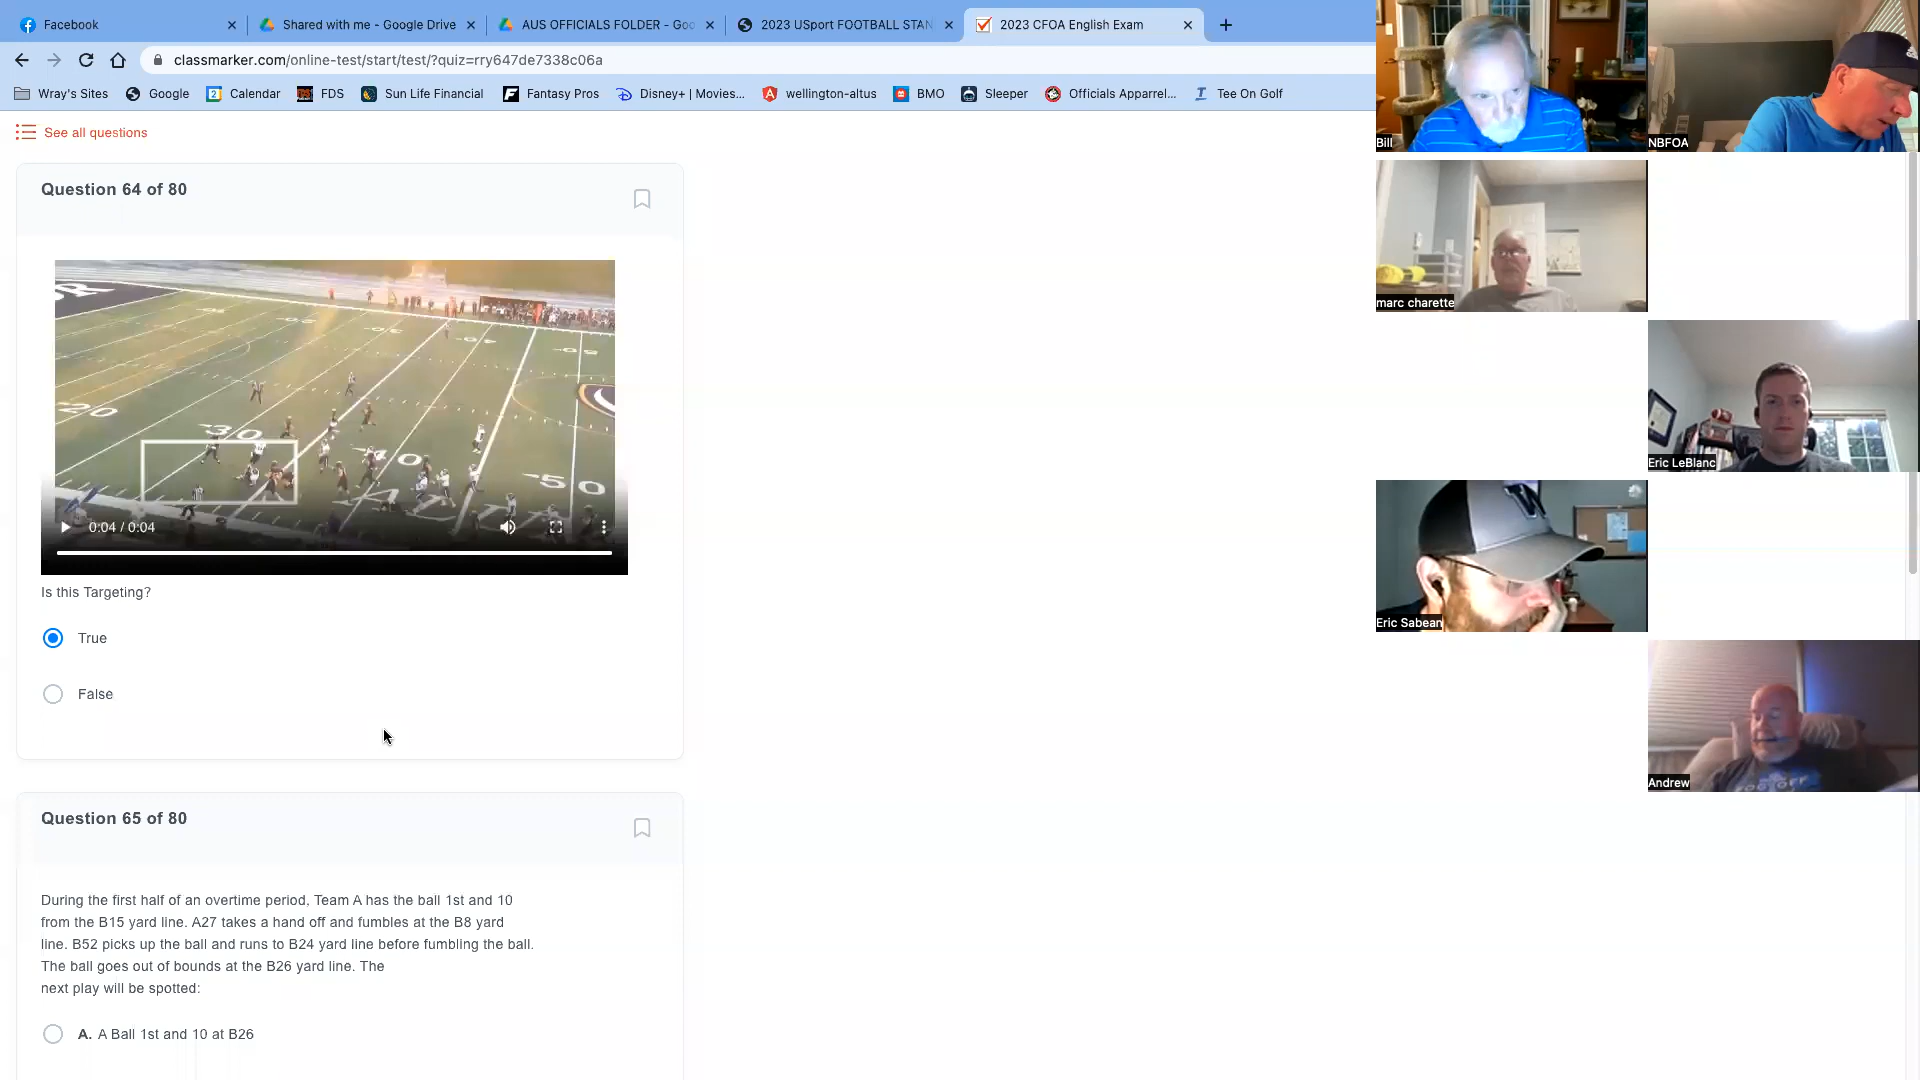 Facebook
Shared with me - Google Drive
AUS OFFICIALS FOLDER - Goo
2023 USport FOOTBALL STAN
2023 CFOA English Exam
classmarker.com/online-test/start/test/?quiz=rry647de7338c06a
Wray's Sites
Google
Calendar
FDS
Sun Life Financial
Fantasy Pros
Disney+ | Movies...
wellington-altus
BMO
Sleeper
Officials Apparrel...
Tee On Golf
See all questions
Question 64 of 80
20
30
40
50
0:04 / 0:04
Is this Targeting?
True
False
Question 65 of 80
During the first half of an overtime period, Team A has the ball 1st and 10
from the B15 yard line. A27 takes a hand off and fumbles at the B8 yard
line. B52 picks up the ball and runs to B24 yard line before fumbling the ball.
The ball goes out of bounds at the B26 yard line. The
next play will be spotted:
A. A Ball 1st and 10 at B26
Bill
NBFOA
marc charette
Eric LeBlanc
Eric Sabean
Andrew